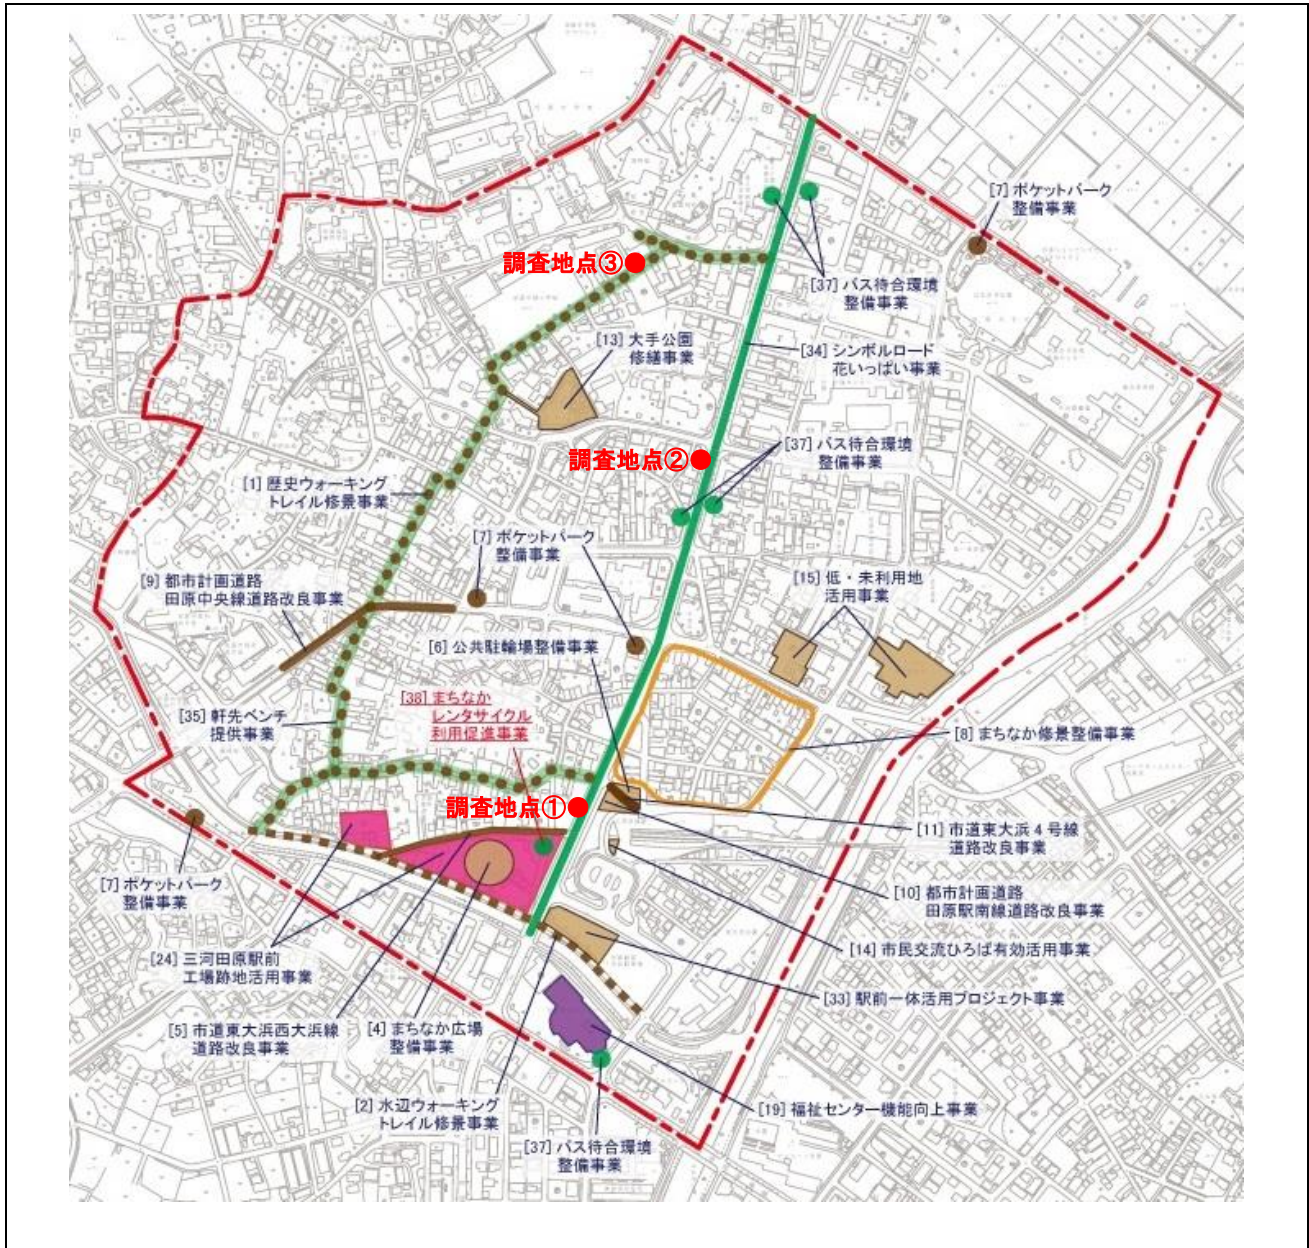 [7] ポケットパーク
整備事業
調査地点③
[37] バス待合環境
整備事業
[13] 大手公園
修繕事業
[34] シンボルロード
花いっぱい事業
調査地点②
[37] バス待合環境
整備事業
[1] 歴史ウォーキング
トレイル修景事業
[7] ポケットパーク
整備事業
[9] 都市計画道路
田原中央線道路改良事業
[15] 低・未利用地
活用事業
[6] 公共駐輪場整備事業
[38] まちなか
レンタサイクル
利用促進事業
[35] 軒先ベンチ
提供事業
[8] まちなか修景整備事業
調査地点①
[11] 市道東大浜4号線
道路改良事業
[7] ポケットパーク
整備事業
[10] 都市計画道路
田原駅南線道路改良事業
[24] 三河田原駅前
工場跡地活用事業
[14] 市民交流ひろば有効活用事業
[33] 駅前一体活用プロジェクト事業
[5] 市道東大浜西大浜線
道路改良事業
[4] まちなか広場
整備事業
[2] 水辺ウォーキング
トレイル修景事業
[19] 福祉センター機能向上事業
[37] バス待合環境
整備事業